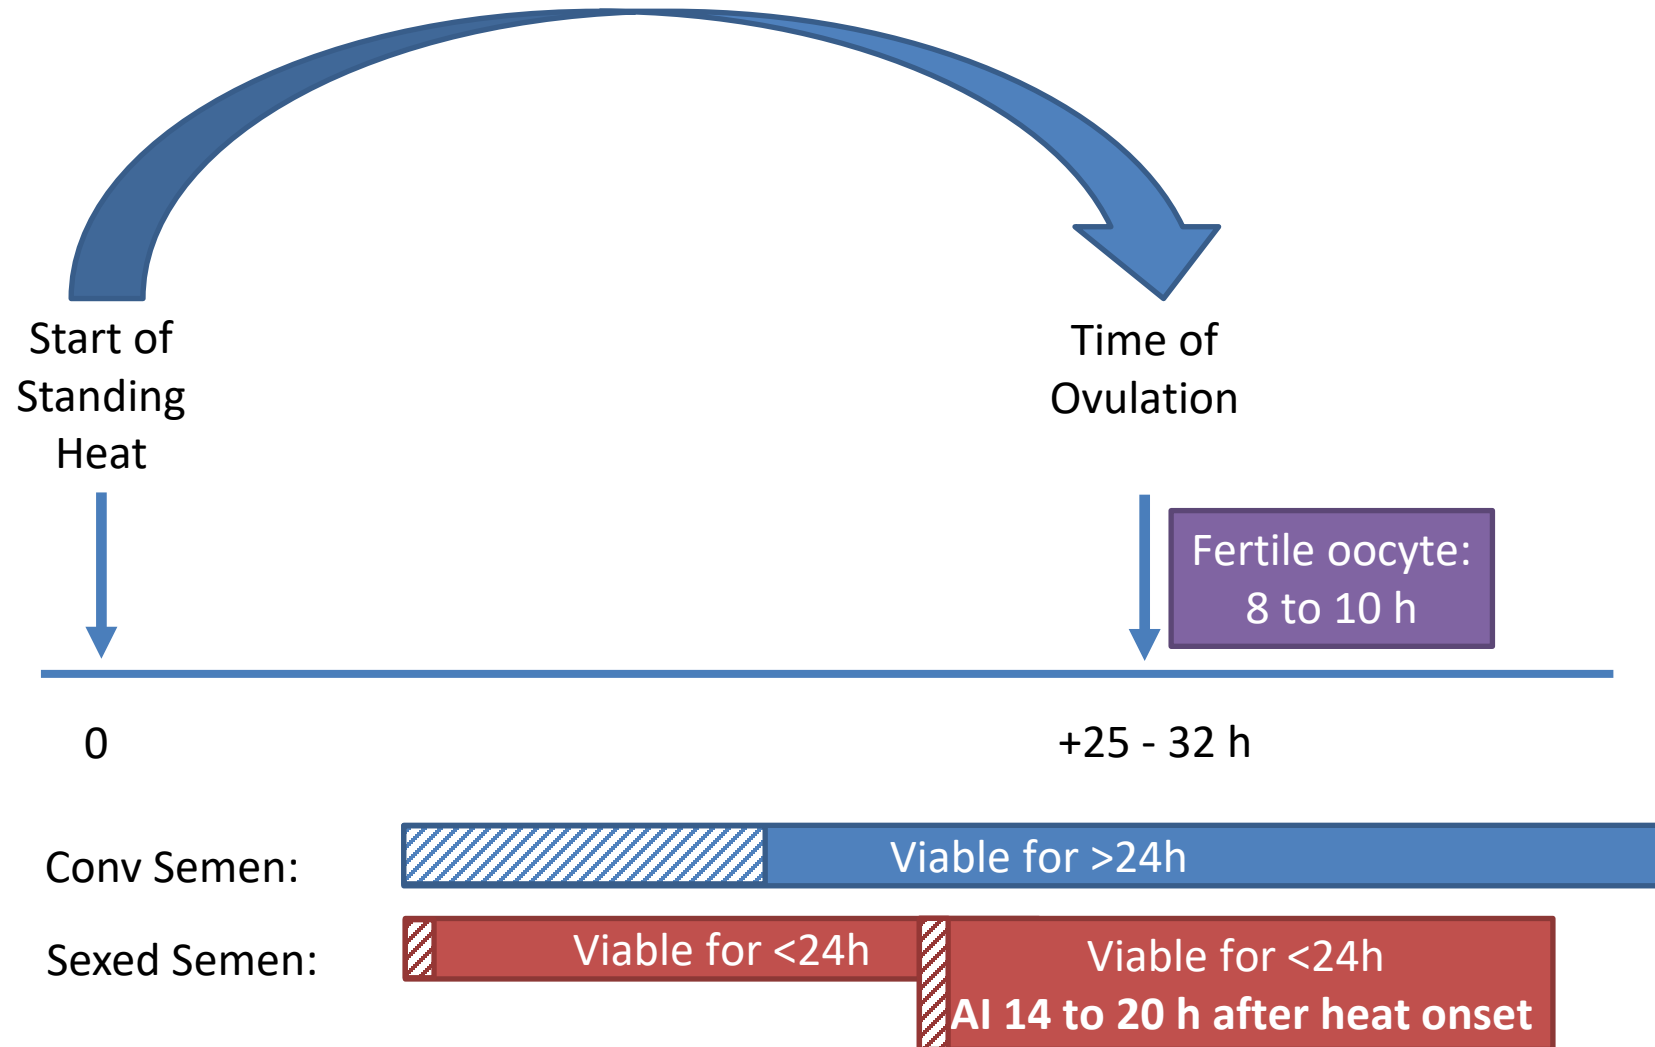 Start of
Standing
Heat
Time of
Ovulation
Fertile oocyte:
8 to 10 h
0
+25 - 32 h
Conv Semen:
Viable for >24h
Sexed Semen:
Viable for <24h
Viable for <24h
AI 14 to 20 h after heat onset